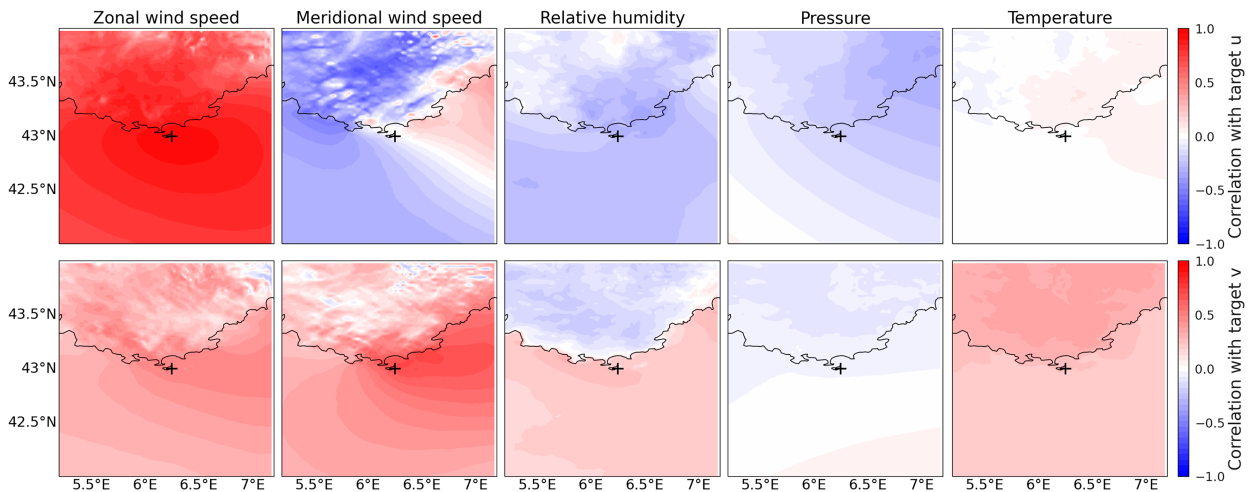 Zonal wind speed Meridional wind speed Relative humidity Pressure Temperature
43.5°N
43°N
42.5°N
1.0
0.5
0.0
−0.5
−1.0
Correlation with target u
43.5°N
43°N
42.5°N
5.5°E 6°E 6.5°E 7°E 5.5°E 6°E 6.5°E 7°E 5.5°E 6°E 6.5°E 7°E 5.5°E 6°E 6.5°E 7°E 5.5°E 6°E 6.5°E 7°E
1.0
0.5
0.0
−0.5
−1.0
Correlation with target v